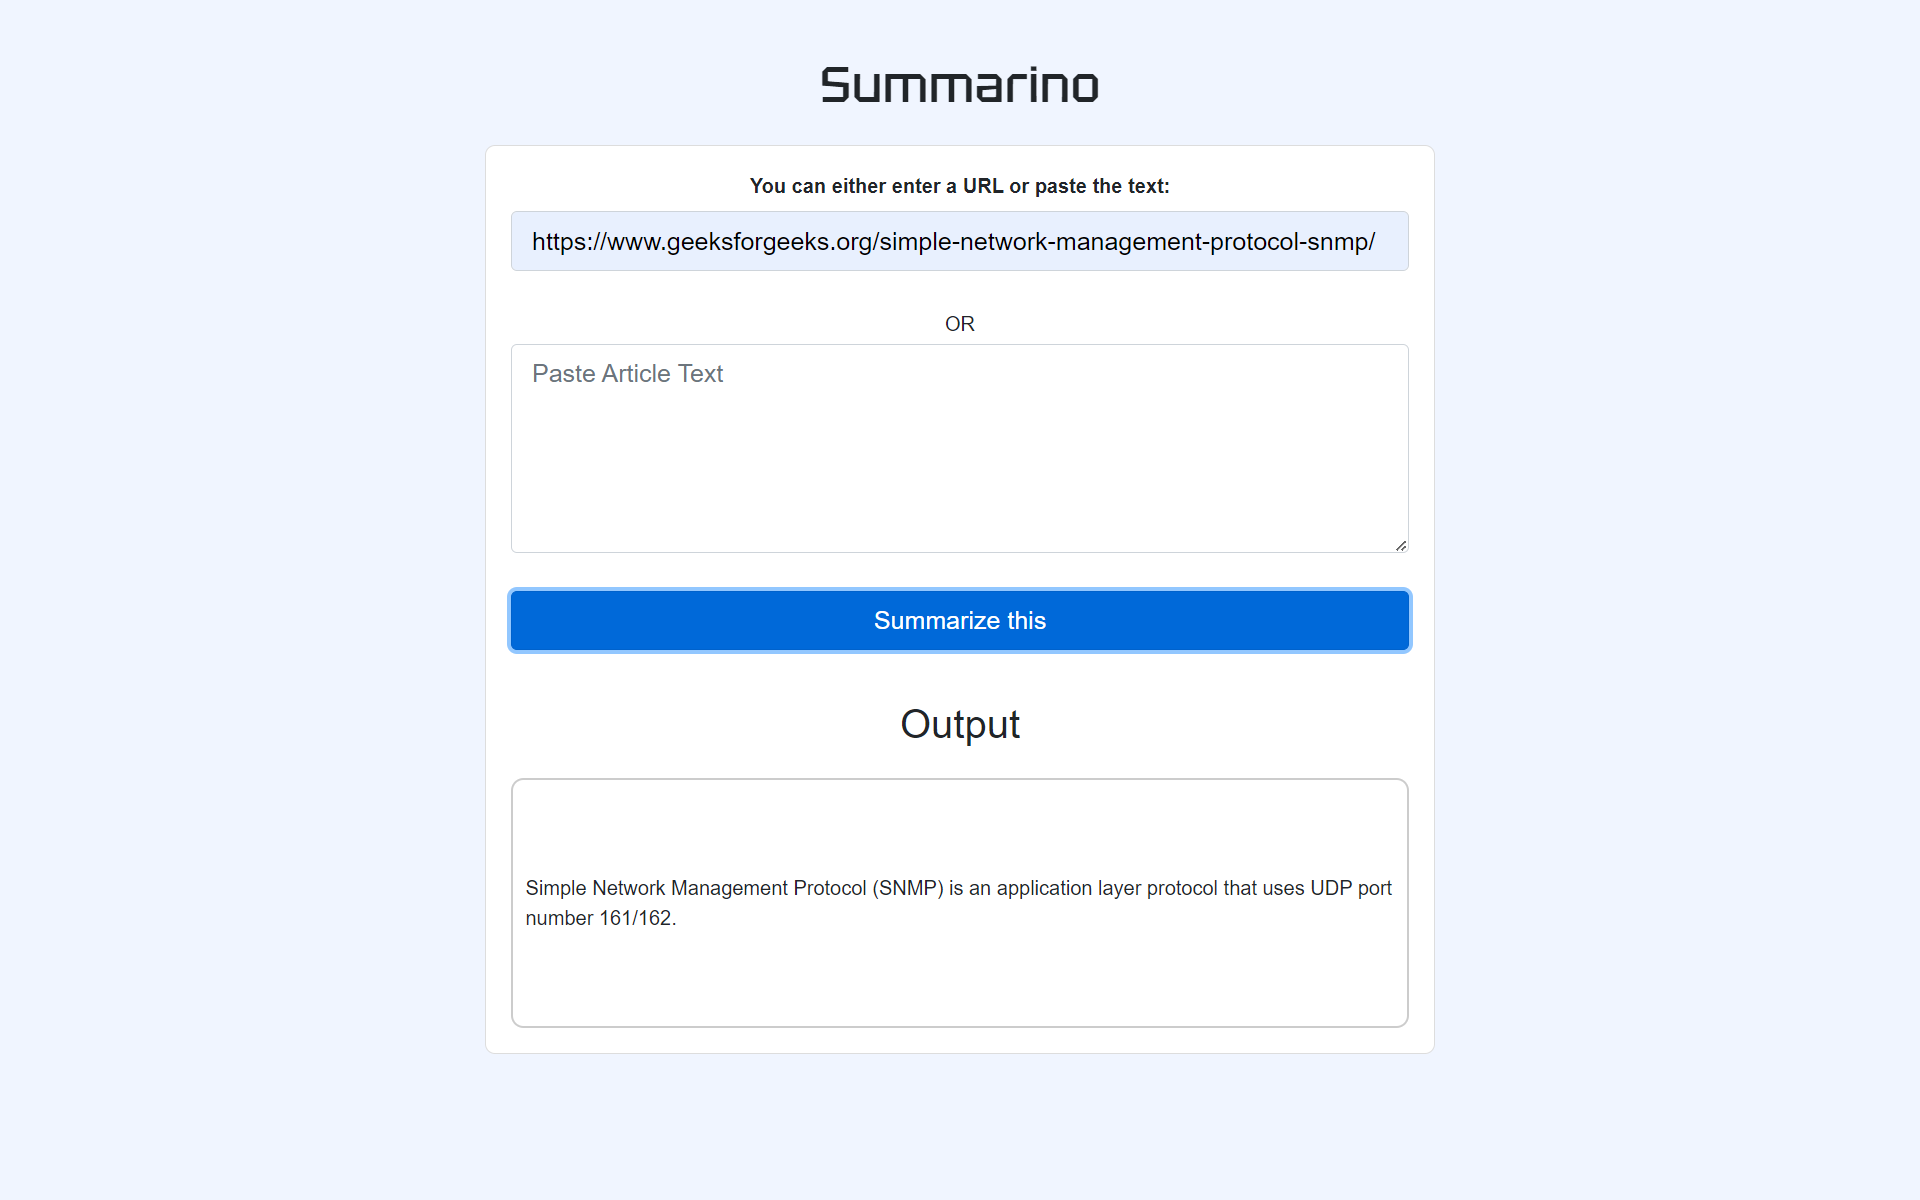 Summarino
You can either enter a URL or paste the text:
https://www.geeksforgeeks.org/simple-network-management-protocol-snmp/
OR
Paste Article Text
Summarize this
Output
Simple Network Management Protocol (SNMP) is an application layer protocol that uses UDP port
number 161/162.